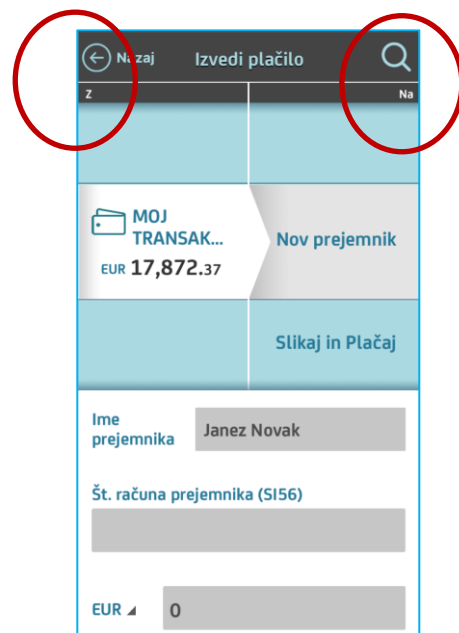 Nazaj Izvedi plačilo
Z Na
MOJ
TRANSAK...
EUR 17,872.37
Nov prejemnik
Slikaj in Plačaj
Ime
prejemnika
Janez Novak
Št. računa prejemnika (SI56)
EUR 0